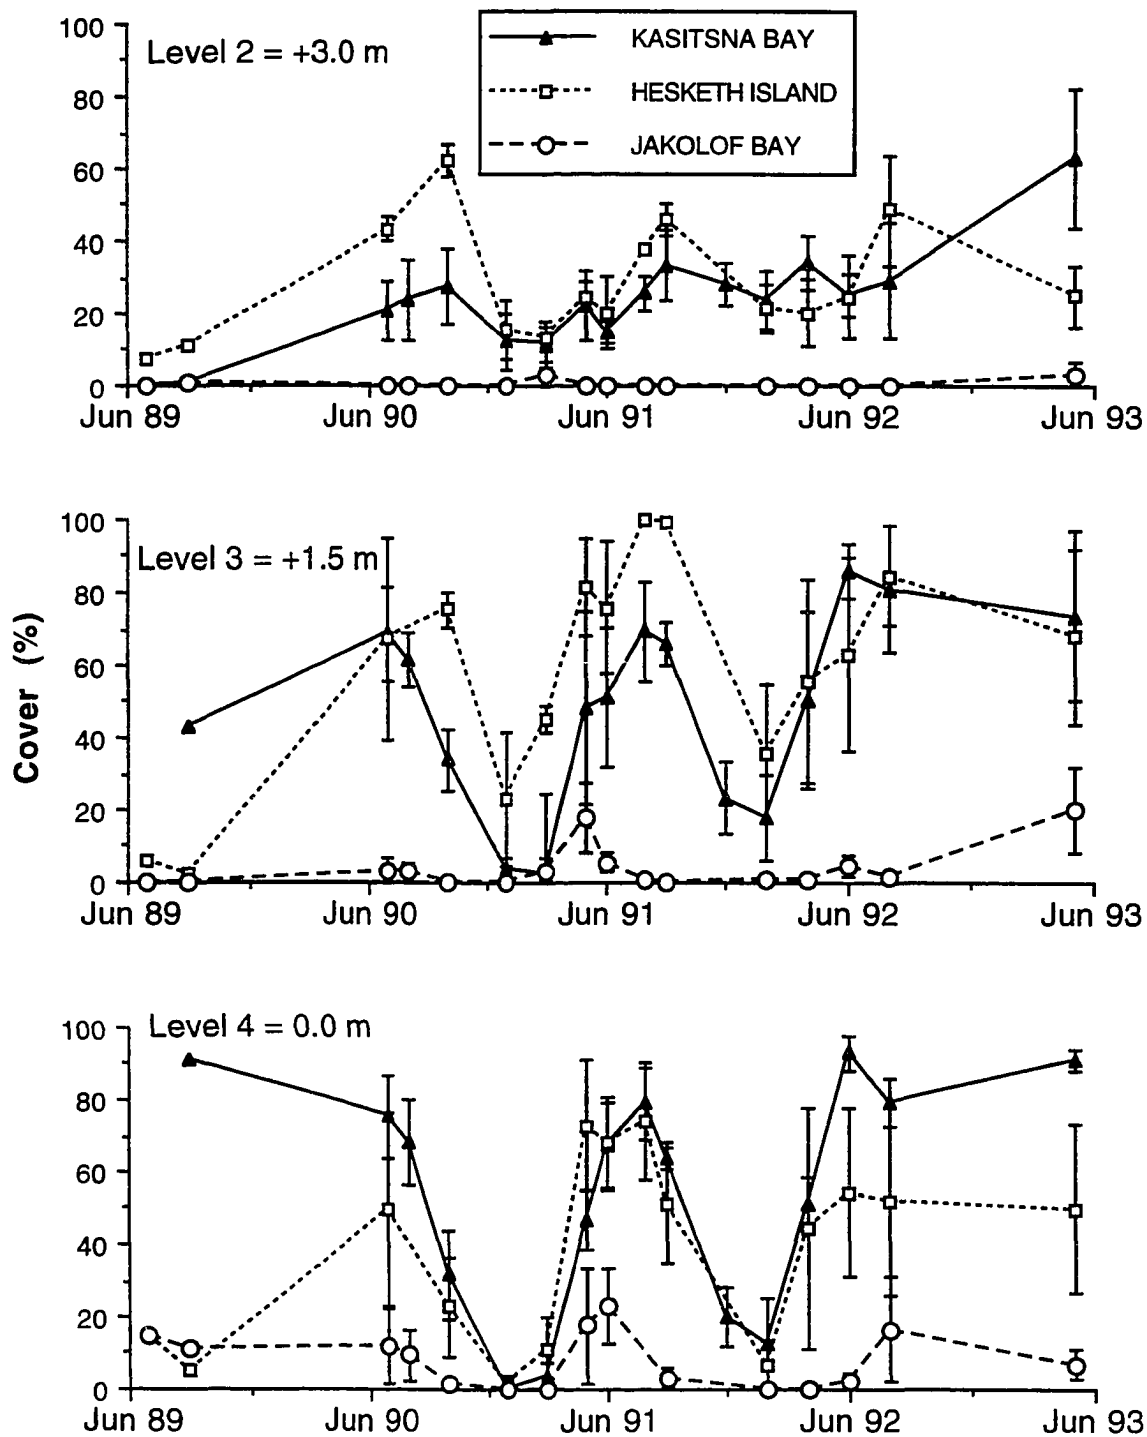 100
80
60
40
20
0
Level 2 = +3.0 m
KASITSNA BAY
HESKETH ISLAND
JAKOLOF BAY
Jun 89
Jun 90
Jun 91
Jun 92
Jun 93
Cover (%)
100
80
60
40
20
0
Level 3 = +1.5 m
Jun 89
Jun 90
Jun 91
Jun 92
Jun 93
100
80
60
40
20
0
Level 4 = 0.0 m
Jun 89
Jun 90
Jun 91
Jun 92
Jun 93